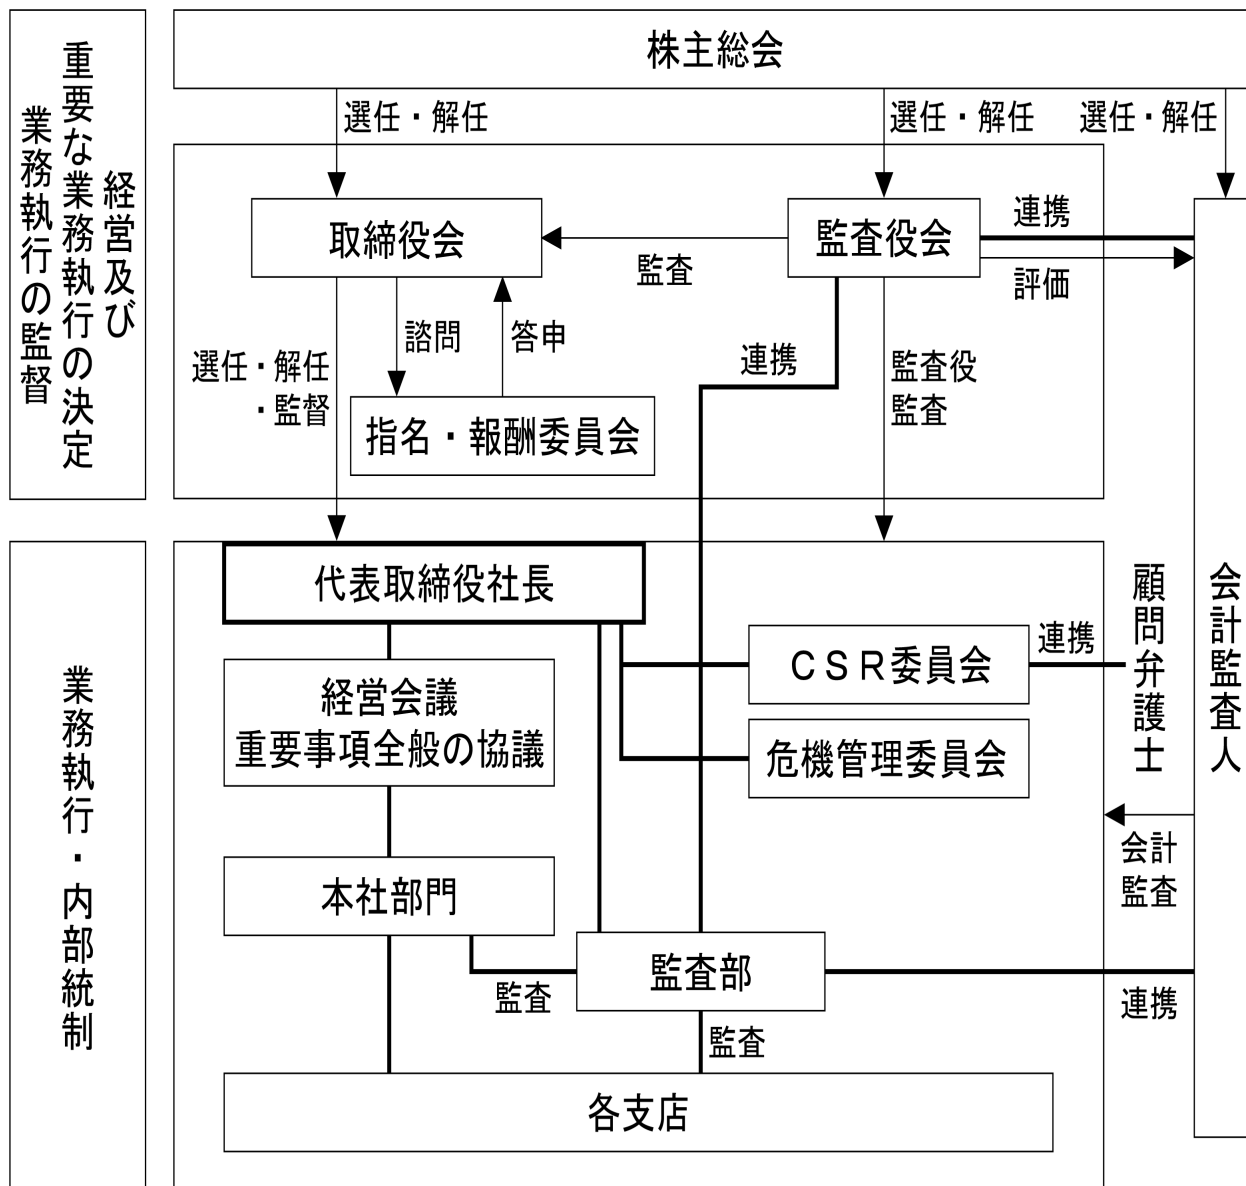 株主総会
経営及び
重要な業務執行の決定
業務執行の監督
選任・解任
選任・解任
選任・解任
取締役会
監査役会
連携
監査
評価
諮問
答申
連携
選任・解任
・監督
監査役
監査
指名・報酬委員会
代表取締役社長
業務執行・内部統制
経営会議
重要事項全般の協議
CSR委員会
連携
顧問弁護士
会計監査人
危機管理委員会
会計
監査
本社部門
監査部
監査
連携
監査
各支店